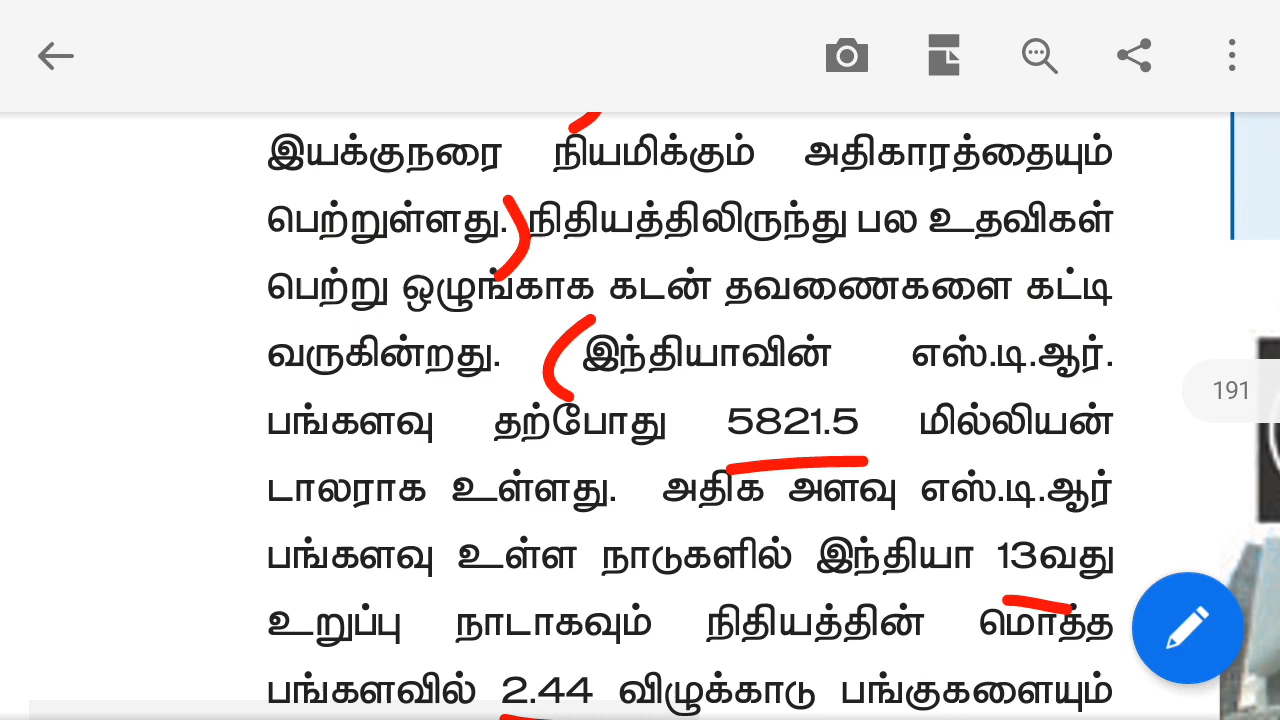 இயக்குநரை நியமிக்கும் அதிகாரத்தையும்
பெற்றுள்ளது. நிதியத்திலிருந்து பல உதவிகள்
பெற்று ஒழுங்காக கடன் தவணைகளை கட்டி
வருகின்றது. இந்தியாவின் எஸ்.டி.ஆர்.
பங்களவு தற்போது 5821.5 மில்லியன்
டாலராக உள்ளது. அதிக அளவு எஸ்.டி.ஆர்
பங்களவு உள்ள நாடுகளில் இந்தியா 13வது
உறுப்பு நாடாகவும் நிதியத்தின் மொத்த
பங்களவில் 2.44 விழுக்காடு பங்குகளையும்
191